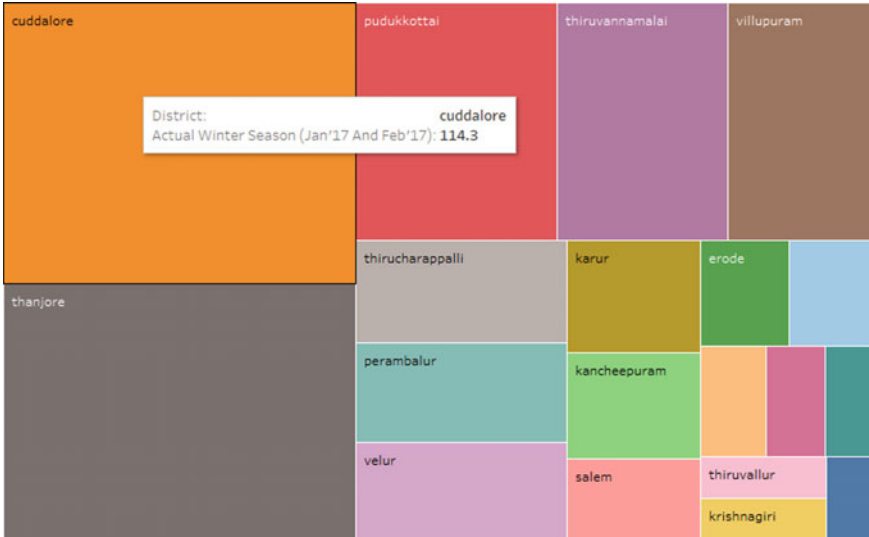 cuddalore
pudukkottai
thiruvannamalai
villupuram
District: cuddalore
Actual Winter Season (Jan'17 And Feb'17): 114.3
thirucharappalli
karur
erode
thanjore
perambalur
kancheepuram
velur
salem
thiruvallur
krishnagiri